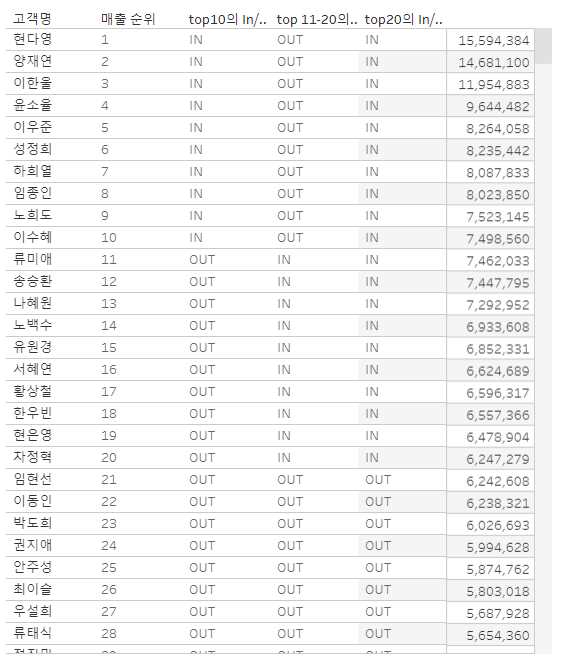 고객명 매출 순위 top10의 In/.. top 11-20의.. top20의 In/..
현다영 1 IN OUT IN 15,594,384
양재연 2 IN OUT IN 14,681,100
이한울 3 IN OUT IN 11,954,883
윤소율 4 IN OUT IN 9,644,482
이우준 5 IN OUT IN 8,264,058
성정희 6 IN OUT IN 8,235,442
하희열 7 IN OUT IN 8,087,833
임종인 8 IN OUT IN 8,023,850
노희도 9 IN OUT IN 7,523,145
이수혜 10 IN OUT IN 7,498,560
류미애 11 OUT IN IN 7,462,033
송승환 12 OUT IN IN 7,447,795
나혜원 13 OUT IN IN 7,292,952
노백수 14 OUT IN IN 6,933,608
유원경 15 OUT IN IN 6,852,331
서혜연 16 OUT IN IN 6,624,689
황상철 17 OUT IN IN 6,596,317
한우빈 18 OUT IN IN 6,557,366
현은영 19 OUT IN IN 6,478,904
차정혁 20 OUT IN IN 6,247,279
임현선 21 OUT OUT OUT 6,242,608
이동인 22 OUT OUT OUT 6,238,321
박도희 23 OUT OUT OUT 6,026,693
권지애 24 OUT OUT OUT 5,994,628
안주성 25 OUT OUT OUT 5,874,762
최이슬 26 OUT OUT OUT 5,803,018
우설희 27 OUT OUT OUT 5,687,928
류태식 28 OUT OUT OUT 5,654,360